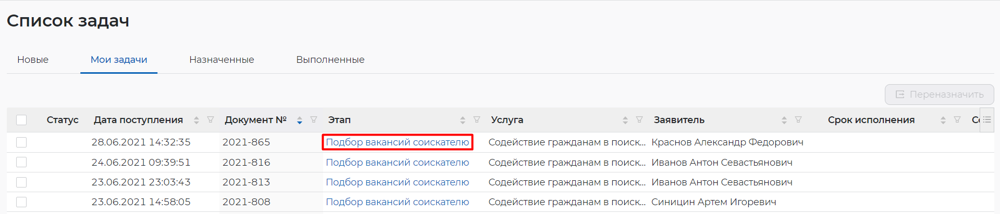 Список задач
Новые Мои задачи Назначенные Выполненные
Переназначить
Статус Дата поступления Документ № Этап Услуга Заявитель Срок исполнения
28.06.2021 14:32:35 2021-865 Подбор вакансий соискателю Содействие гражданам в поиск... Краснов Александр Федорович
24.06.2021 09:39:51 2021-816 Подбор вакансий соискателю Содействие гражданам в поиск... Иванов Антон Севастьянович
23.06.2021 23:03:43 2021-813 Подбор вакансий соискателю Содействие гражданам в поиск... Иванов Антон Севастьянович
23.06.2021 14:58:05 2021-808 Подбор вакансий соискателю Содействие гражданам в поиск... Синицин Артем Игоревич